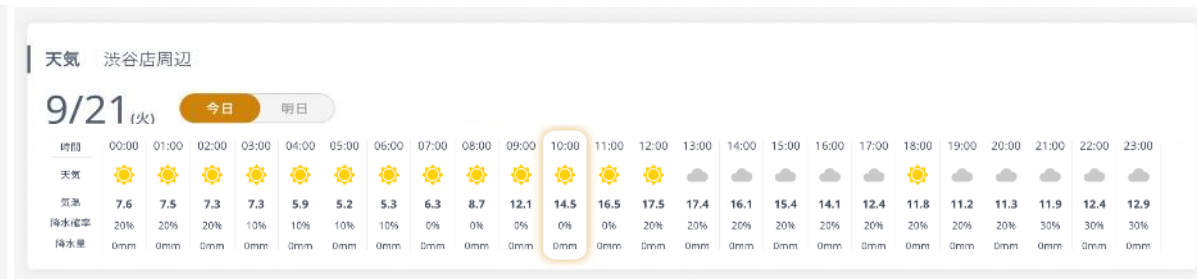 天気 渋谷店周辺
9/21(火) 今日 明日
時間 00:00 01:00 02:00 03:00 04:00 05:00 06:00 07:00 08:00 09:00 10:00 11:00 12:00 13:00 14:00 15:00 16:00 17:00 18:00 19:00 20:00 21:00 22:00 23:00
天気
気温 7.6 7.5 7.3 7.3 5.9 5.2 5.3 6.3 8.7 12.1 14.5 16.5 17.5 17.4 16.1 15.4 14.1 12.4 11.8 11.2 11.3 11.9 12.4 12.9
降水確率 20% 20% 20% 10% 10% 10% 10% 0% 0% 0% 0% 0% 20% 20% 20% 20% 20% 20% 20% 20% 20% 30% 30% 30%
降水量 0mm 0mm 0mm 0mm 0mm 0mm 0mm 0mm 0mm 0mm 0mm 0mm 0mm 0mm 0mm 0mm 0mm 0mm 0mm 0mm 0mm 0mm 0mm 0mm